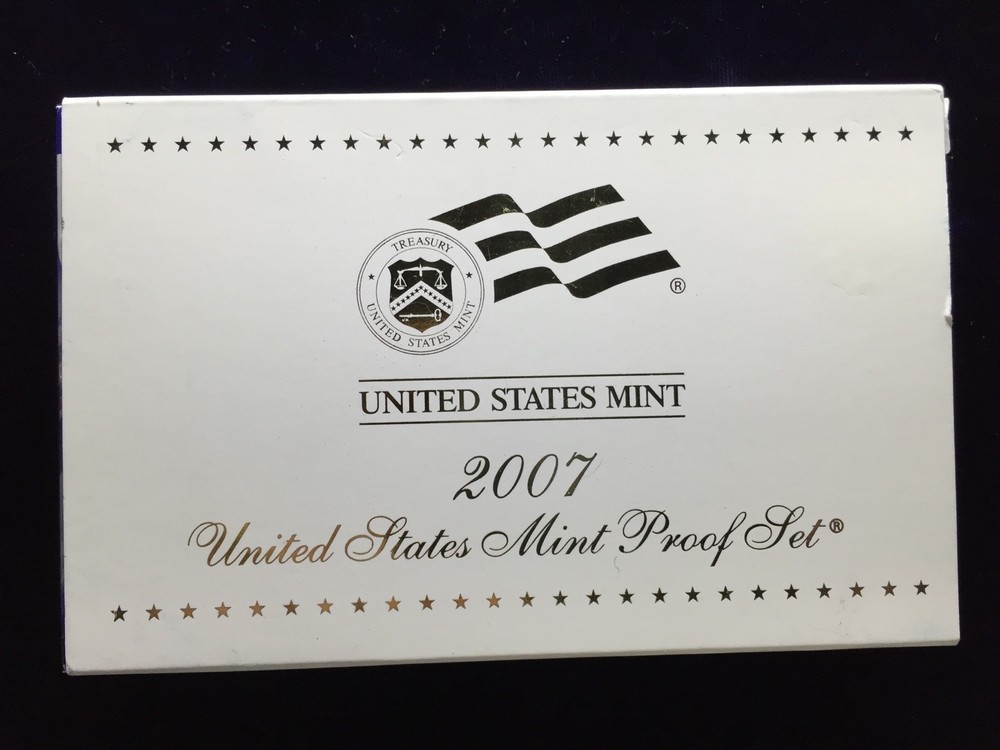 TREASURY
UNITED STATES MINT
®
UNITED STATES MINT
2007
United States Mint Proof Set®